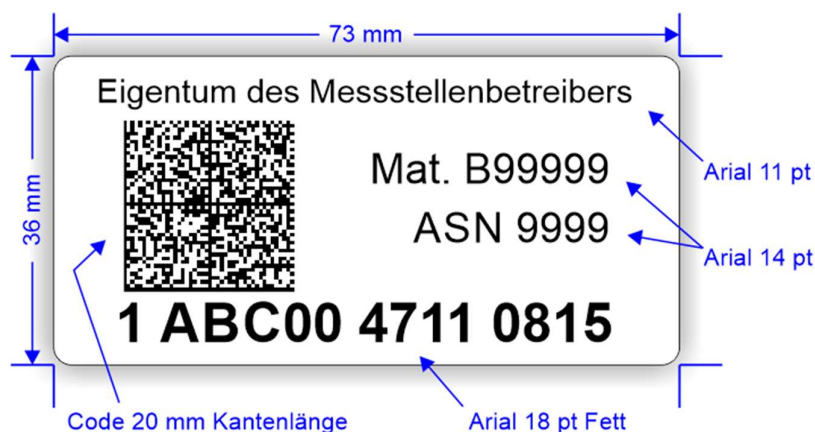 73 mm
36 mm
Eigentum des Messstellenbetreibers
Arial 11 pt
Mat. B99999
ASN 9999
Arial 14 pt
1 ABC00 4711 0815
Code 20 mm Kantenlänge
Arial 18 pt Fett